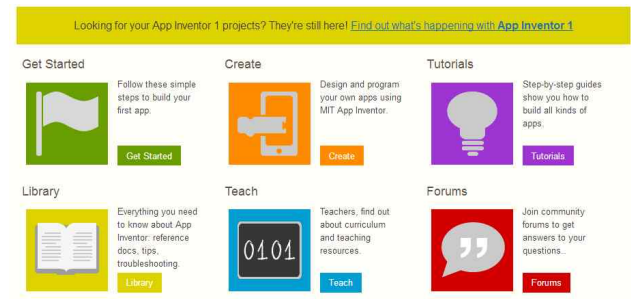 Looking for your App Inventor 1 projects? They're still here! Find out what's happening with App Inventor 1
Get Started
Follow these simple
steps to build your
first app.
Get Started
Create
Design and program
your own apps using
MIT App Inventor.
Create
Tutorials
Step-by-step guides
show you how to
build all kinds of
apps.
Tutorials
Library
Everything you need
to know about App
Inventor: reference
docs, tips,
troubleshooting.
Library
Teach
0101
Teachers, find out
about curriculum
and teaching
resources.
Teach
Forums
Join community
forums to get
answers to your
questions..
Forums